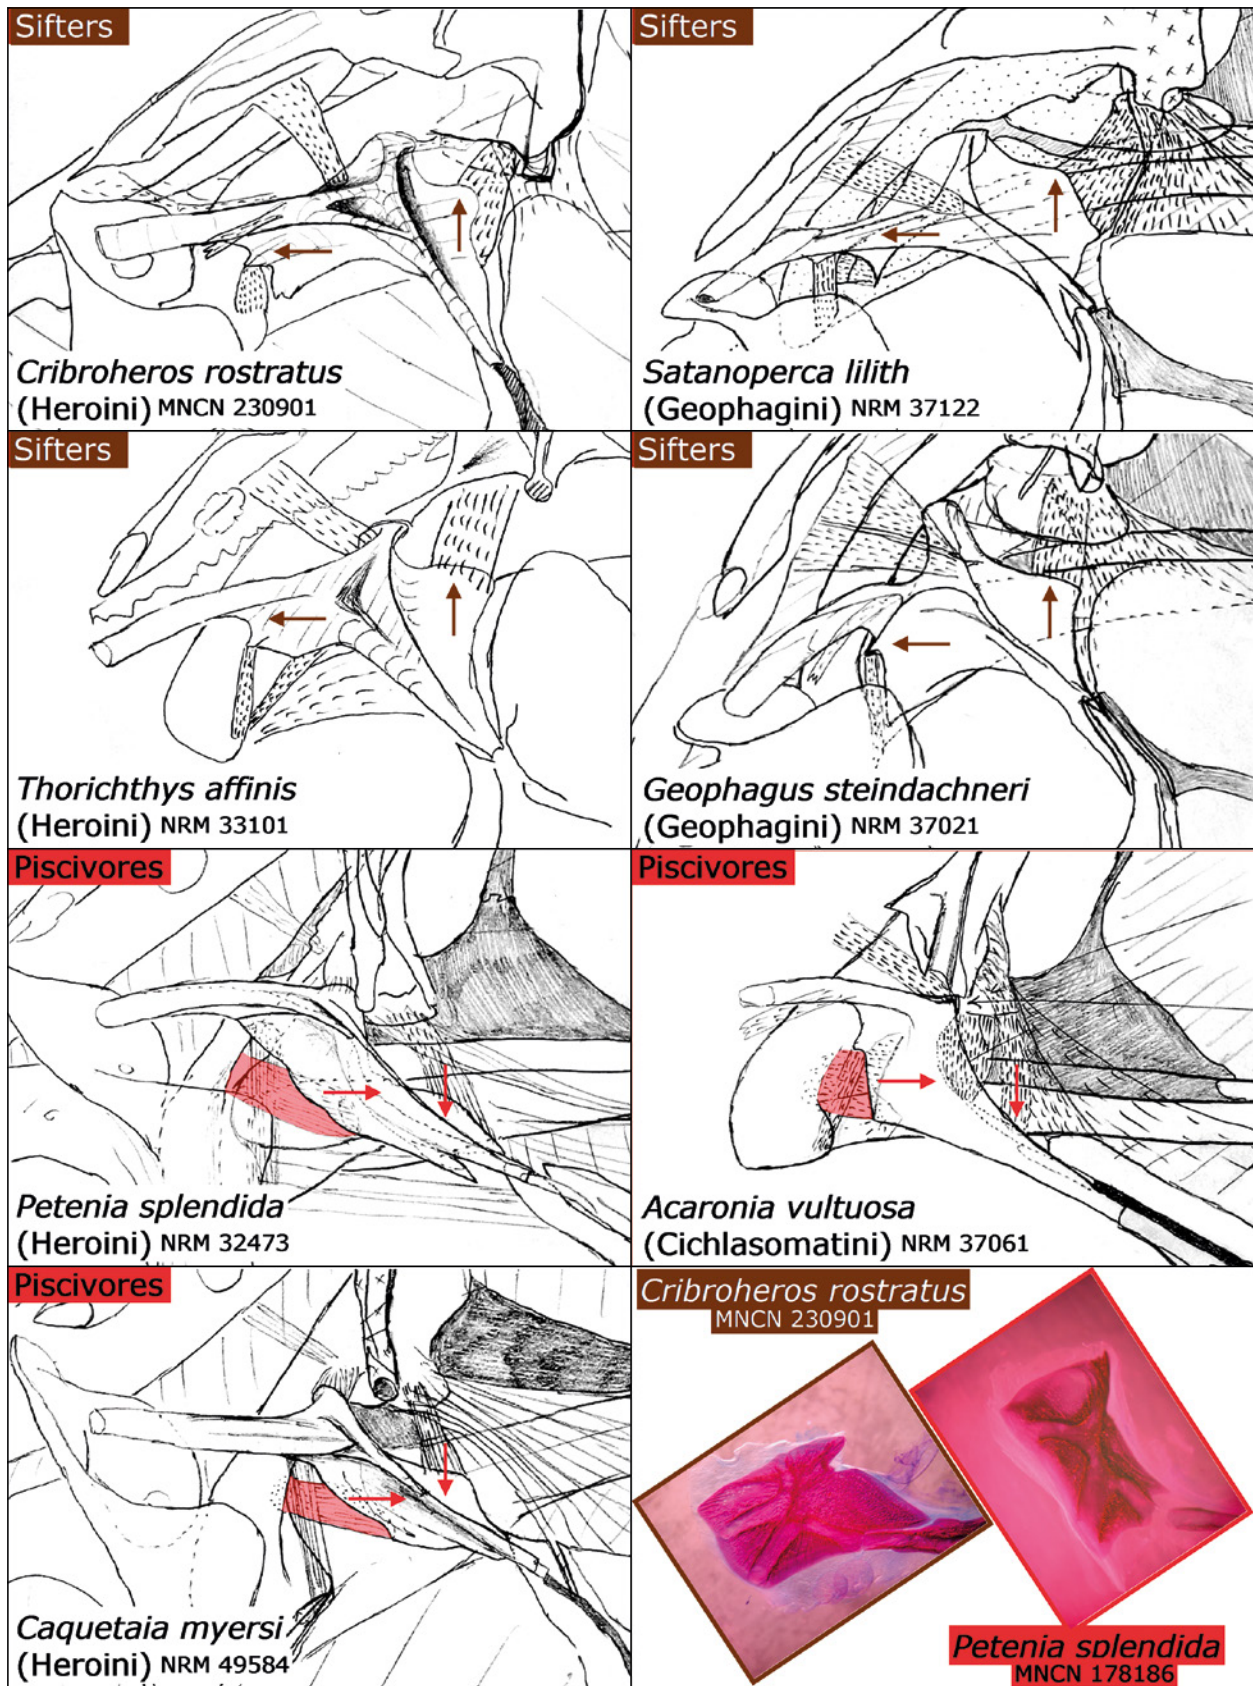 Sifters
Cribroheros rostratus
(Heroini) MNCN 230901
Sifters
Satanoperca lilith
(Geophagini) NRM 37122
Sifters
Thorichthys affinis
(Heroini) NRM 33101
Sifters
Geophagus steindachneri
(Geophagini) NRM 37021
Piscivores
Petenia splendida
(Heroini) NRM 32473
Piscivores
Acaronia vultuosa
(Cichlasomatini) NRM 37061
Piscivores
Caquetaia myersi
(Heroini) NRM 49584
Cribroheros rostratus
MNCN 230901
Petenia splendida
MNCN 178186